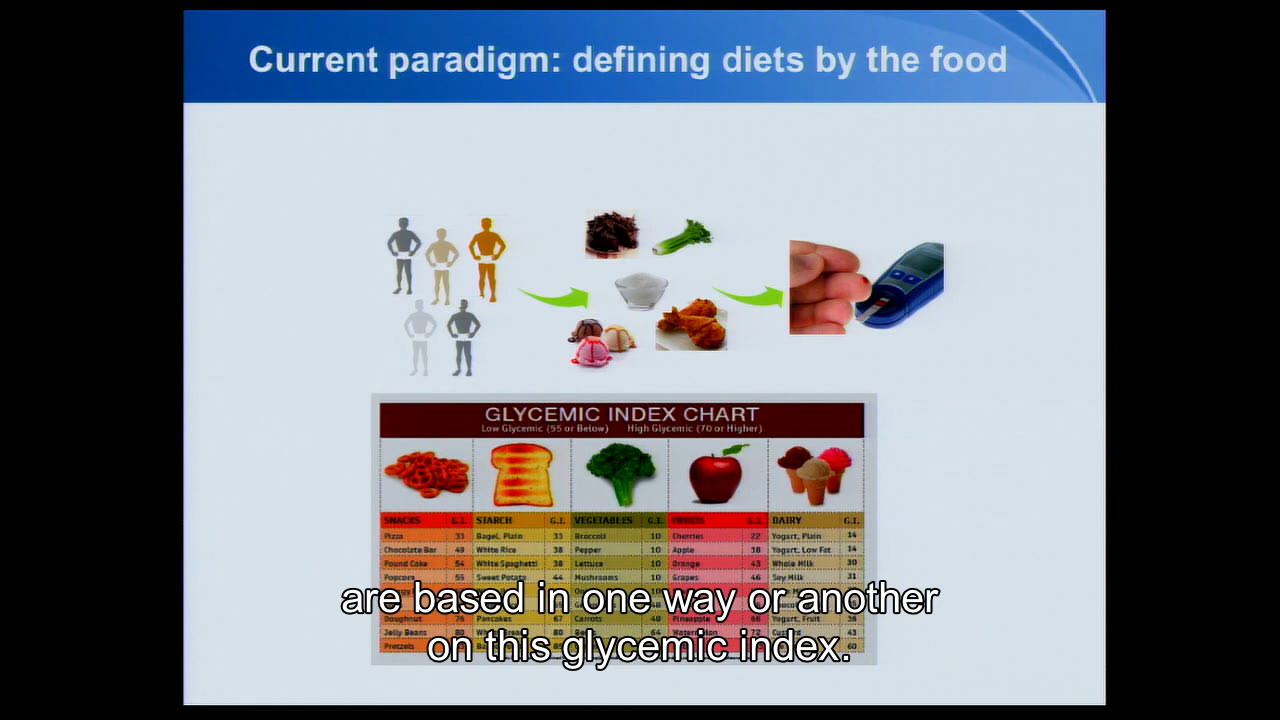 Current paradigm: defining diets by the food
GLYCEMIC INDEX CHART
Low Glycemic (55 or Below) High Glycemic (70 or Higher)
SNACKS G.I. STARCH G.I. VEGETABLES G.I. FRUITS G.I. DAIRY G.I.
Pizza 33 Bagel, Plain 33 Broccoli 10 Cherries 22 Yogurt, Plain 14
Chocolate Bar 49 White Rice 38 Pepper 10 Apple 38 Yogurt, Low Fat 14
Pound Cake 54 White Spaghetti 38 Lettuce 10 Orange 43 Whole Milk 30
Popcorn 55 Sweet Potato 44 Mushrooms 10 Grapes 46 Soy Milk 31
Doughnut 76 Pancakes 67 Carrots 49 Pineapple 66 Yogurt, Fruit 36
Jelly Beans 80 80 64 72 43
Pretzels 60
are based in one way or another
on this glycemic index.